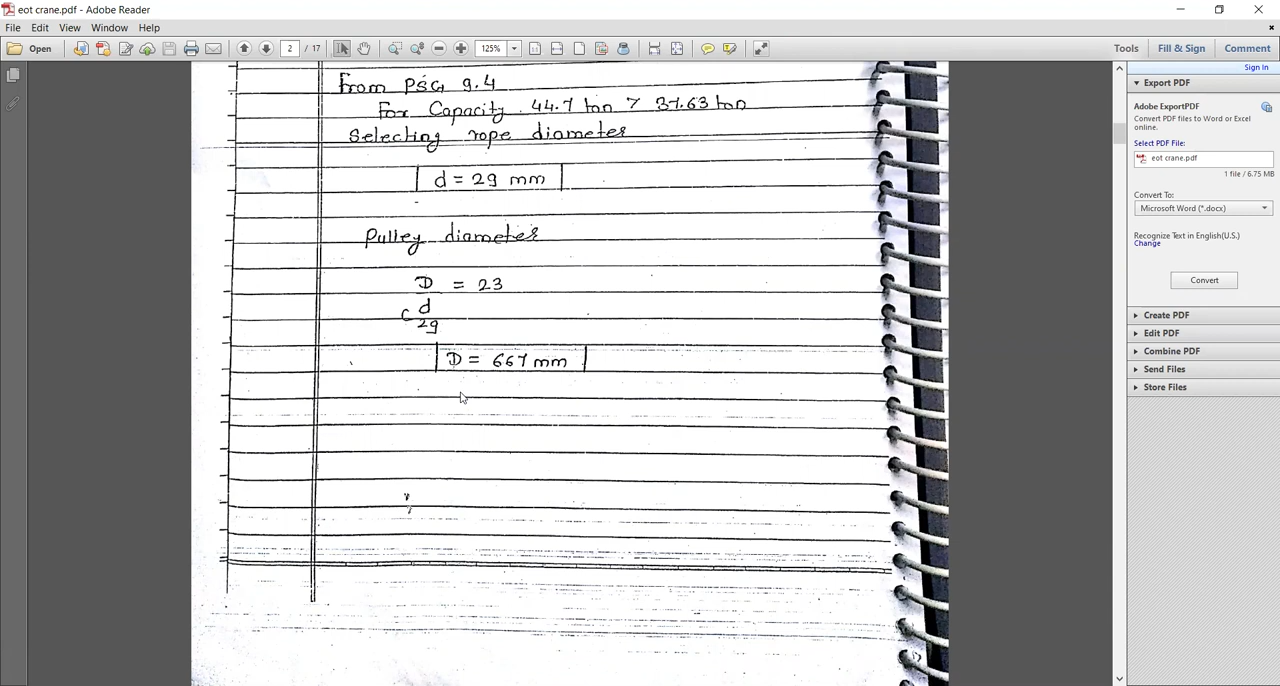 eot crane.pdf - Adobe Reader
File Edit View Window Help
Open 2 / 17 125% Tools Fill & Sign Comment
Sign In
From PSG 9.4
For Capacity 44.7 ton > 37.63 ton
Selecting rope diameter
d = 29 mm
Pulley diameter
D = 23
d
29
D = 667 mm
Export PDF
Adobe ExportPDF
Convert PDF files to Word or Excel
online.
Select PDF File:
eot crane.pdf
1 file / 6.75 MB
Convert To:
Microsoft Word (*.docx)
Recognize Text in English(U.S.)
Change
Convert
Create PDF
Edit PDF
Combine PDF
Send Files
Store Files